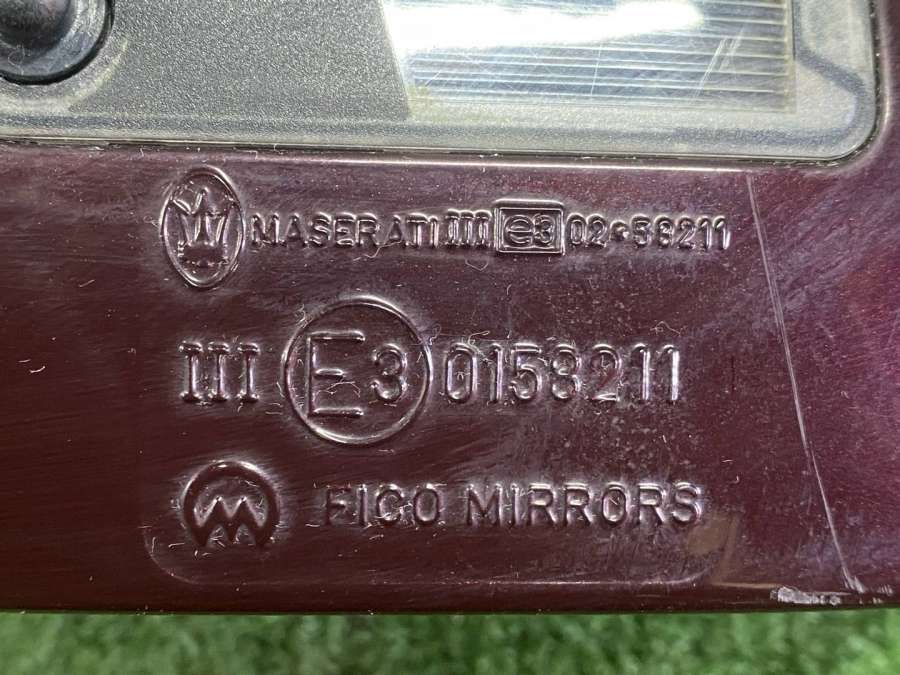 MASERATI III e3 02*58211
III E3 0158211
FICO MIRRORS